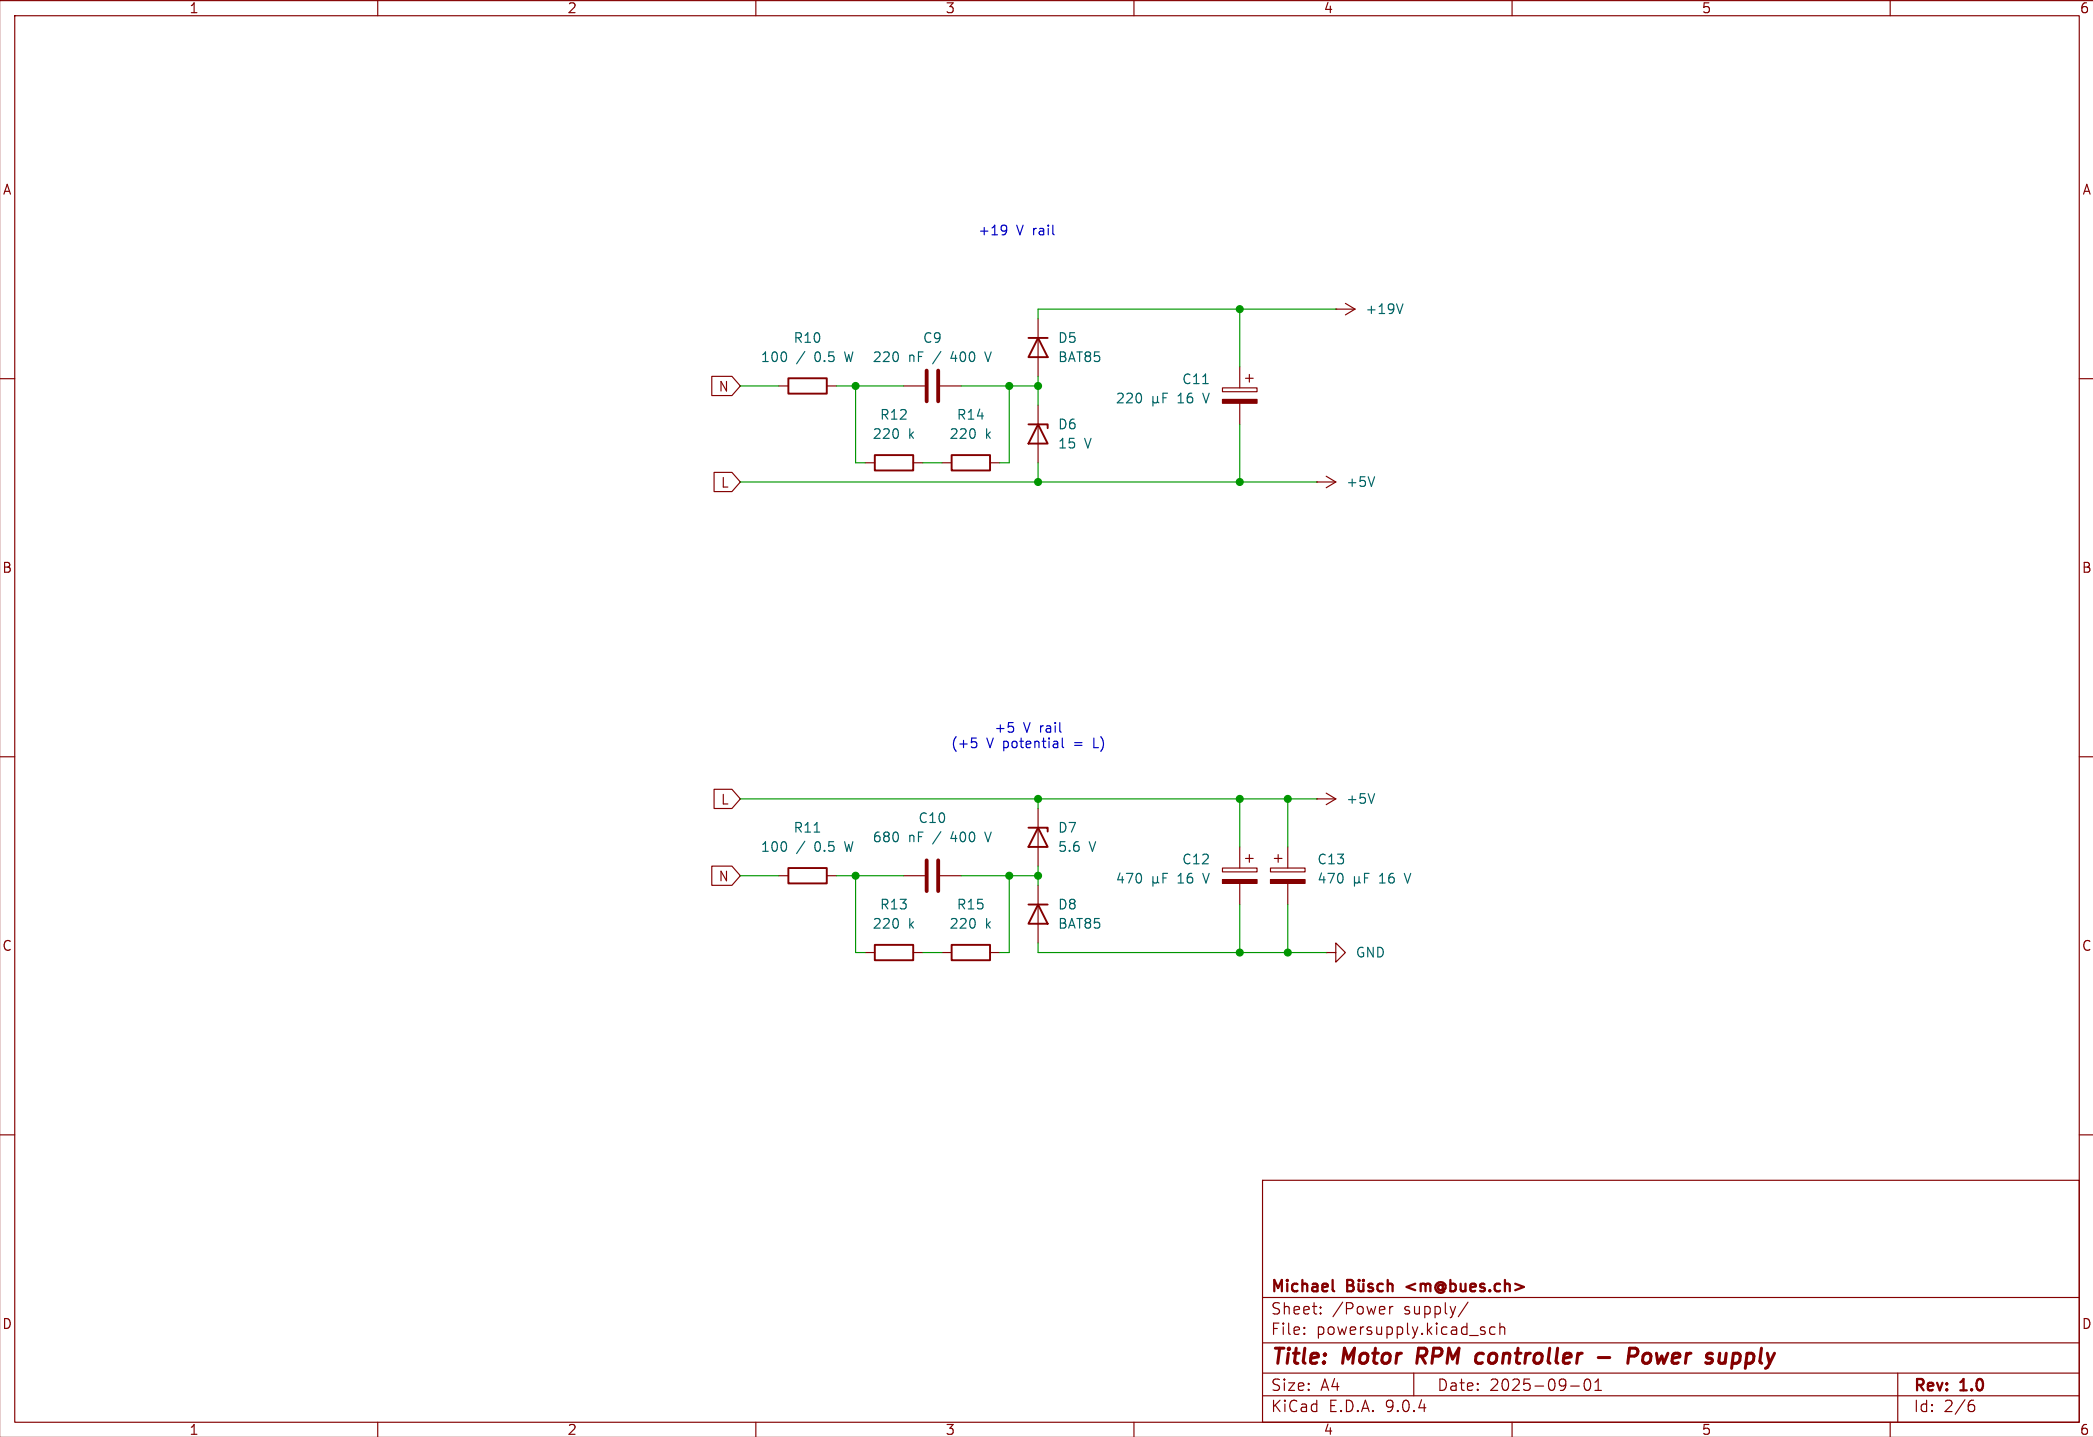 1 2 3 4 5 6
A A
+19 V rail
+19V
R10 C9 D5
100 / 0.5 W 220 nF / 400 V BAT85
C11 +
N
220 µF 16 V
R12 R14 D6
220 k 220 k 15 V
L +5V
B B
+5 V rail
(+5 V potential = L)
L +5V
C10
R11 D7
680 nF / 400 V
100 / 0.5 W 5.6 V
C12 + + C13
N 470 µF 16 V 470 µF 16 V
R13 R15 D8
220 k 220 k BAT85
C C
GND
Michael Büsch <m@bues.ch>
Sheet: /Power supply/
D D
File: powersupply.kicad_sch
Title: Motor RPM controller – Power supply
Size: A4 Date: 2025-09-01 Rev: 1.0
KiCad E.D.A. 9.0.4 Id: 2/6
1 2 3 4 5 6